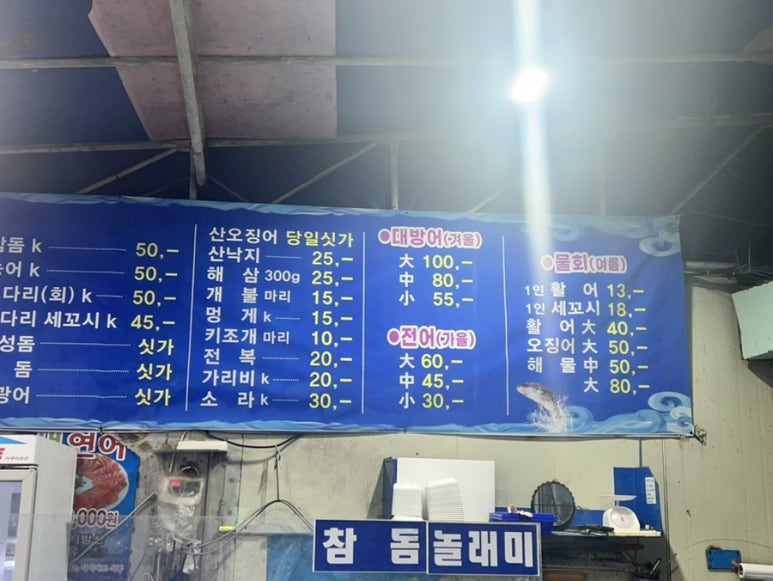 돔 k 50,-
어 k 50,-
다리(회) k 50,-
다리 세꼬시 k 45,-
성돔 싯가
돔 싯가
광어 싯가
산오징어 당일싯가
산낙지 25,-
해 삼 300g 25,-
개 불 마리 15,-
멍 게 k 15,-
키조개 마리 10,-
전 복 20,-
가리비 k 20,-
소 라 k 30,-
대방어(겨울)
大 100,-
中 80,-
小 55,-
전어(가을)
大 60,-
中 45,-
小 30,-
물회(여름)
1인 활 어 13,-
1인 세꼬시 18,-
활 어 大 40,-
오징어 大 50,-
해 물 中 50,-
大 80,-
연어
,000원
참 돔
놀래미